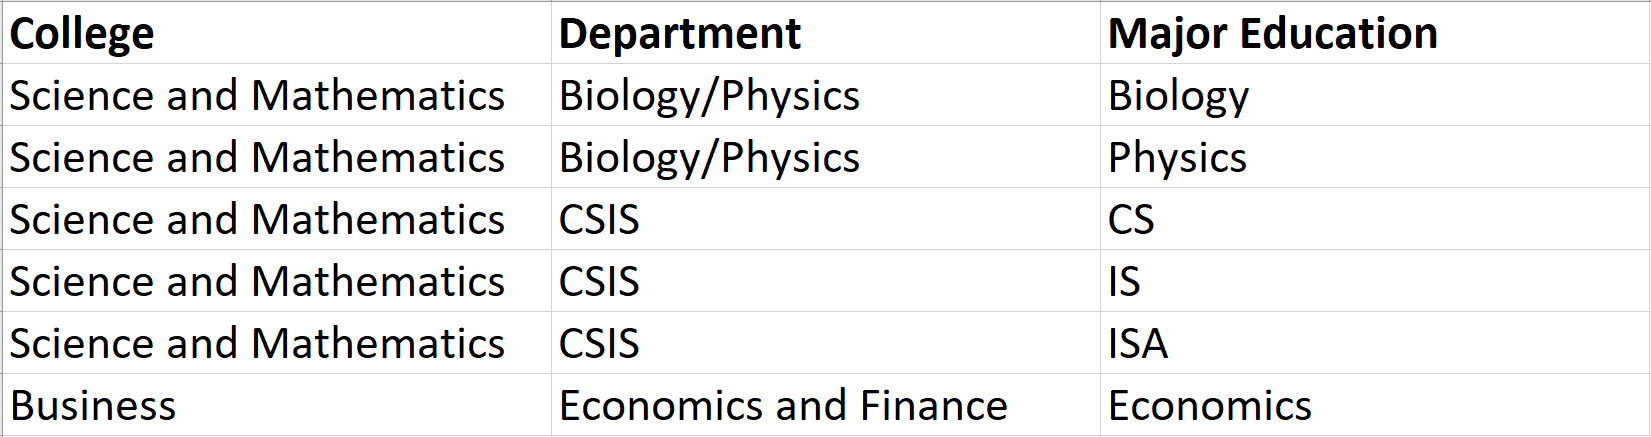 College Department Major Education
Science and Mathematics Biology/Physics Biology
Science and Mathematics Biology/Physics Physics
Science and Mathematics CSIS CS
Science and Mathematics CSIS IS
Science and Mathematics CSIS ISA
Business Economics and Finance Economics